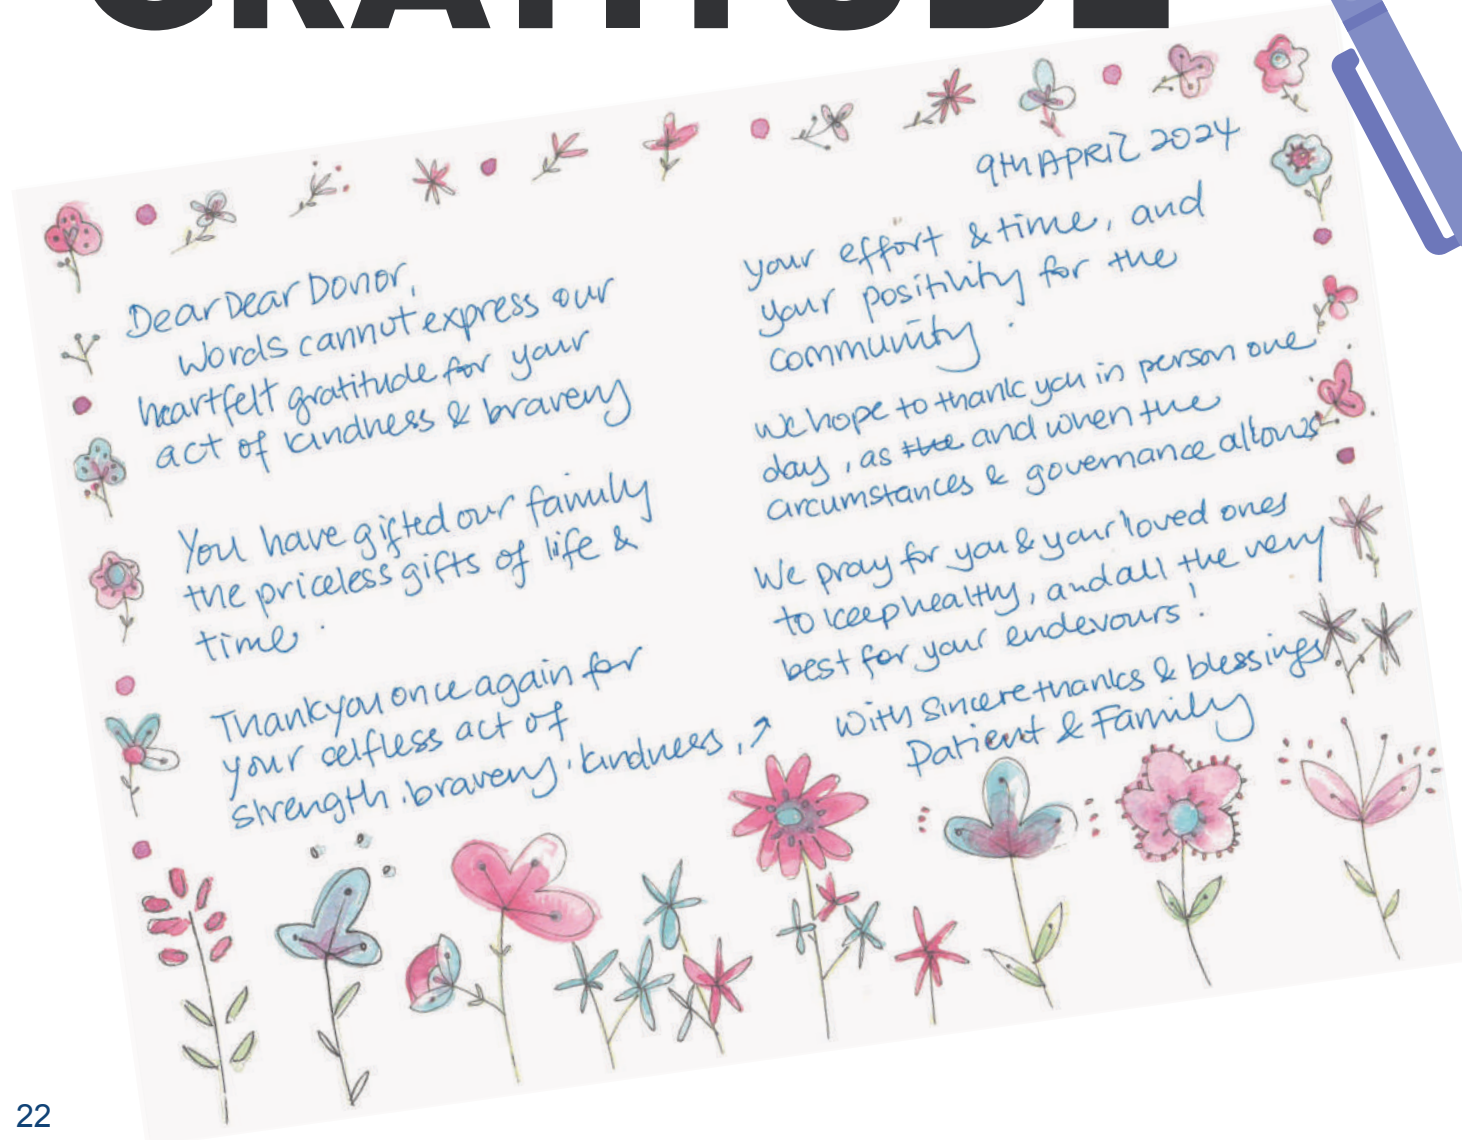 GRATITUDE
9th APRIL 2024
Dear Dear Donor,
Words cannot express our
heartfelt gratitude for your
act of kindness & bravery
You have gifted our family
the priceless gifts of life &
time.
Thank you once again for
your selfless act of
strength, bravery, kindness, ↗
your effort & time, and
your positivity for the
community.
We hope to thank you in person one
day, as the and when the
circumstances & governance allows
We pray for you & your loved ones
to keep healthy, and all the very
best for your endevours!
With sincere thanks & blessings
Patient & Family
22